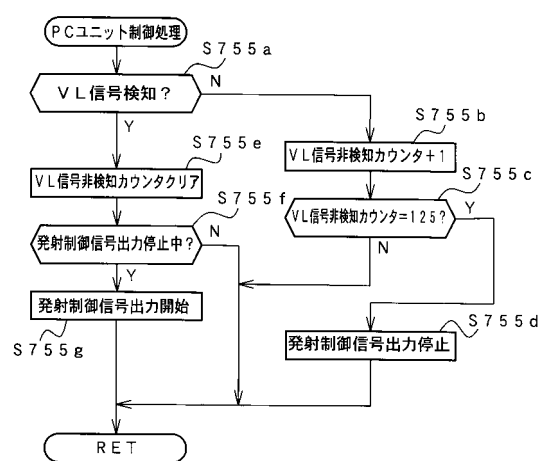 PCユニット制御処理
S755a
VL信号検知?
N
Y
S755b
VL信号非検知カウンタ+1
S755e
VL信号非検知カウンタクリア
S755c
VL信号非検知カウンタ=125?
Y
N
S755f
発射制御信号出力停止中?
N
Y
発射制御信号出力開始
S755g
S755d
発射制御信号出力停止
RET